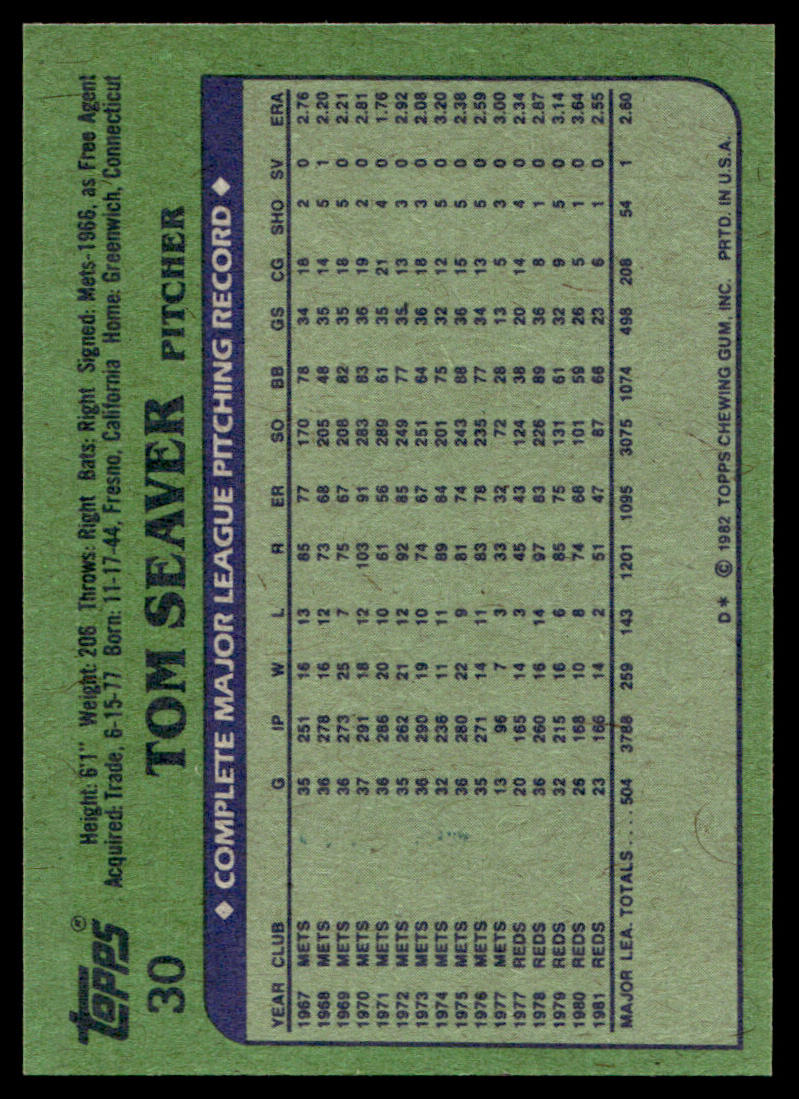 Topps®
30
Height: 6'1" Weight: 206 Throws: Right Bats: Right Signed: Mets-1966, as Free Agent
Acquired: Trade, 6-15-77 Born: 11-17-44, Fresno, California Home: Greenwich, Connecticut
TOM SEAVER PITCHER
◆ COMPLETE MAJOR LEAGUE PITCHING RECORD ◆
YEAR CLUB G IP W L R ER SO BB GS CG SHO SV ERA
1967 METS 35 251 16 13 85 77 170 78 34 18 2 0 2.76
1968 METS 36 278 16 12 73 68 205 48 35 14 5 1 2.20
1969 METS 36 273 25 7 75 67 208 82 35 18 5 0 2.21
1970 METS 37 291 18 12 103 91 283 83 36 19 2 0 2.81
1971 METS 36 286 20 10 61 56 289 61 35 21 4 0 1.76
1972 METS 35 262 21 12 92 85 249 77 35 13 3 0 2.92
1973 METS 36 290 19 10 74 67 251 64 36 18 3 0 2.08
1974 METS 32 236 11 11 89 84 201 75 32 12 5 0 3.20
1975 METS 36 280 22 9 81 74 243 88 36 15 5 0 2.38
1976 METS 35 271 14 11 83 78 235 77 34 13 5 0 2.59
1977 METS 13 96 7 3 33 32 72 28 13 5 3 0 3.00
1977 REDS 20 165 14 3 45 43 124 38 20 14 4 0 2.34
1978 REDS 36 260 16 14 97 83 226 89 36 8 1 0 2.87
1979 REDS 32 215 16 6 85 75 131 61 32 9 5 0 3.14
1980 REDS 26 168 10 8 74 68 101 59 26 5 1 0 3.64
1981 REDS 23 166 14 2 51 47 87 66 23 6 1 0 2.55
MAJOR LEA. TOTALS.....504 3788 259 143 1201 1095 3075 1074 498 208 54 1 2.60
D* © 1982 TOPPS CHEWING GUM, INC. PRTD. IN U.S.A.